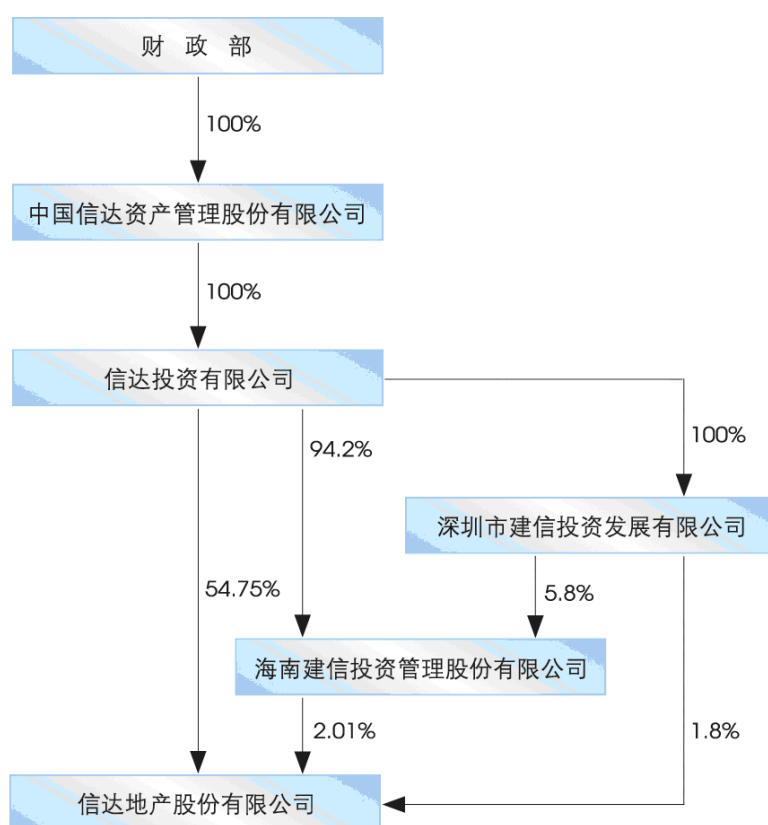 财 政 部
100%
中国信达资产管理股份有限公司
100%
信达投资有限公司
94.2%
100%
深圳市建信投资发展有限公司
54.75%
5.8%
海南建信投资管理股份有限公司
2.01%
1.8%
信达地产股份有限公司